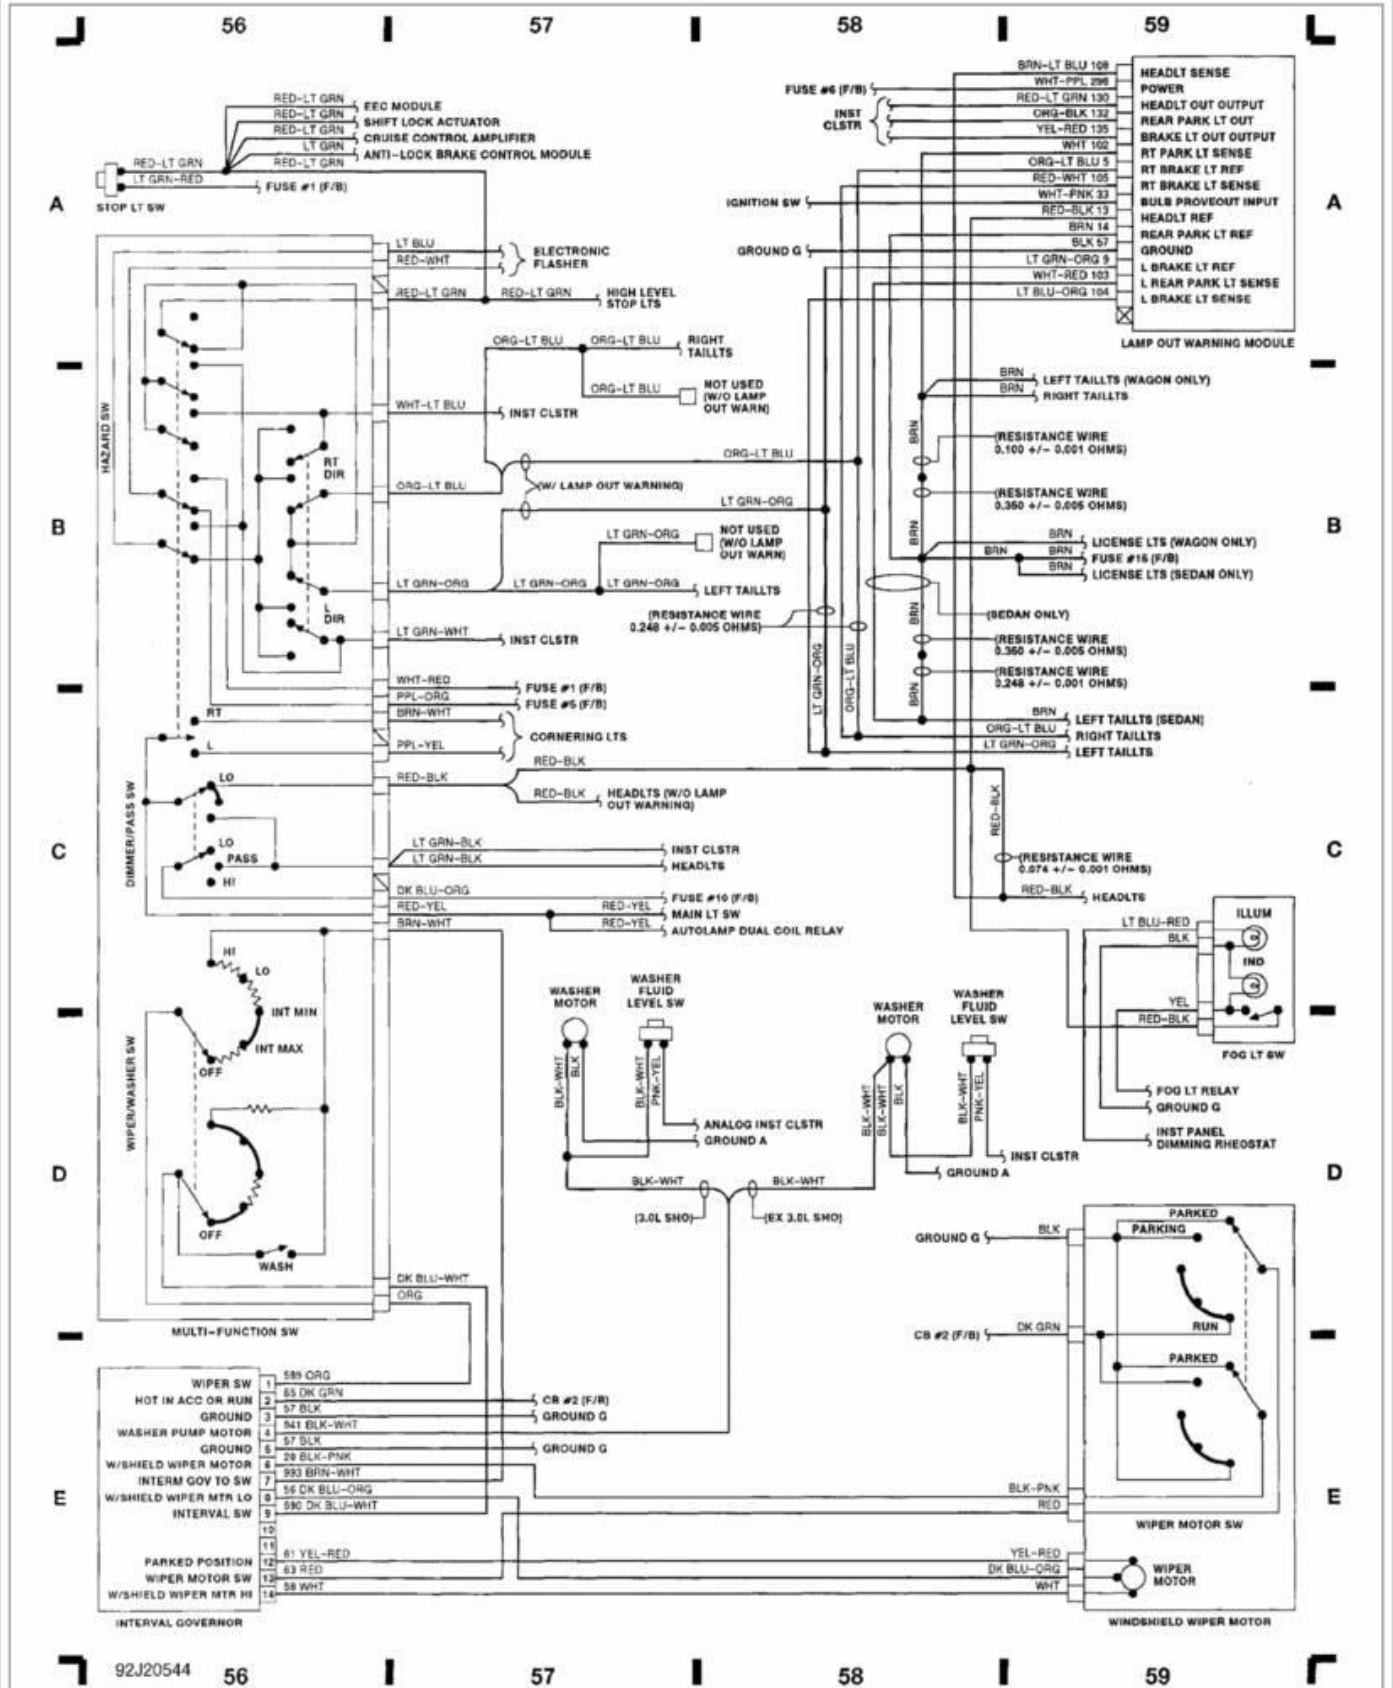 56
57
58
59
A
B
C
D
E
A
B
C
D
E
RED-LT GRN
EEC MODULE
RED-LT GRN
SHIFT LOCK ACTUATOR
RED-LT GRN
CRUISE CONTROL AMPLIFIER
LT GRN
ANTI-LOCK BRAKE CONTROL MODULE
RED-LT GRN
RED-LT GRN
LT GRN-RED
FUSE #1 (F/B)
STOP LT SW
BRN-LT BLU 108
HEADLT SENSE
FUSE #6 (F/B)
WHT-PPL 298
POWER
INST
CLSTR
RED-LT GRN 130
HEADLT OUT OUTPUT
ORG-BLK 132
REAR PARK LT OUT
YEL-RED 135
BRAKE LT OUT OUTPUT
WHT 102
RT PARK LT SENSE
ORG-LT BLU 5
RT BRAKE LT REF
RED-WHT 105
RT BRAKE LT SENSE
IGNITION SW
WHT-PNK 33
BULB PROVEOUT INPUT
RED-BLK 13
HEADLT REF
BRN 14
REAR PARK LT REF
GROUND G
BLK 57
GROUND
LT GRN-ORG 9
L BRAKE LT REF
WHT-RED 103
L REAR PARK LT SENSE
LT BLU-ORG 104
L BRAKE LT SENSE
LAMP OUT WARNING MODULE
LT BLU
RED-WHT
ELECTRONIC
FLASHER
RED-LT GRN
RED-LT GRN
HIGH LEVEL
STOP LTS
ORG-LT BLU
ORG-LT BLU
RIGHT
TAILLTS
ORG-LT BLU
NOT USED
(W/O LAMP
OUT WARN)
HAZARD SW
WHT-LT BLU
INST CLSTR
RT
DIR
ORG-LT BLU
ORG-LT BLU
(W/ LAMP OUT WARNING)
LT GRN-ORG
LT GRN-ORG
NOT USED
(W/O LAMP
OUT WARN)
LT GRN-ORG
LT GRN-ORG
LT GRN-ORG
LEFT TAILLTS
L
DIR
LT GRN-WHT
INST CLSTR
WHT-RED
FUSE #1 (F/B)
PPL-ORG
FUSE #5 (F/B)
BRN-WHT
PPL-YEL
CORNERING LTS
RT
L
BRN
LEFT TAILLTS (WAGON ONLY)
BRN
RIGHT TAILLTS
BRN
(RESISTANCE WIRE
0.100 +/- 0.001 OHMS)
(RESISTANCE WIRE
0.350 +/- 0.005 OHMS)
BRN
BRN
LICENSE LTS (WAGON ONLY)
BRN
BRN
FUSE #15 (F/B)
BRN
LICENSE LTS (SEDAN ONLY)
(SEDAN ONLY)
BRN
(RESISTANCE WIRE
0.248 +/- 0.005 OHMS)
(RESISTANCE WIRE
0.360 +/- 0.005 OHMS)
(RESISTANCE WIRE
0.248 +/- 0.001 OHMS)
LT GRN-ORG
ORG-LT BLU
BRN
BRN
LEFT TAILLTS (SEDAN)
ORG-LT BLU
RIGHT TAILLTS
LT GRN-ORG
LEFT TAILLTS
DIMMER/PASS SW
LO
LO
PASS
HI
RED-BLK
RED-BLK
RED-BLK
HEADLTS (W/O LAMP
OUT WARNING)
RED-BLK
(RESISTANCE WIRE
0.074 +/- 0.001 OHMS)
RED-BLK
HEADLTS
LT GRN-BLK
INST CLSTR
LT GRN-BLK
HEADLTS
DK BLU-ORG
FUSE #10 (F/B)
RED-YEL
RED-YEL
MAIN LT SW
BRN-WHT
RED-YEL
AUTOLAMP DUAL COIL RELAY
WIPER/WASHER SW
HI
LO
INT MIN
INT MAX
OFF
OFF
WASH
DK BLU-WHT
ORG
MULTI-FUNCTION SW
LT BLU-RED
BLK
YEL
RED-BLK
ILLUM
IND
FOG LT SW
FOG LT RELAY
GROUND G
INST PANEL
DIMMING RHEOSTAT
WASHER
MOTOR
WASHER
FLUID
LEVEL SW
BLK-WHT
BLK
BLK-WHT
PNK-YEL
ANALOG INST CLSTR
GROUND A
BLK-WHT
(3.0L SHO)
WASHER
MOTOR
WASHER
FLUID
LEVEL SW
BLK-WHT
BLK-WHT
BLK
BLK-WHT
PNK-YEL
INST CLSTR
GROUND A
BLK-WHT
(EX 3.0L SHO)
GROUND G
BLK
PARKED
PARKING
RUN
CB #2 (F/B)
DK GRN
PARKED
BLK-PNK
RED
WIPER MOTOR SW
YEL-RED
DK BLU-ORG
WHT
WIPER
MOTOR
WINDSHIELD WIPER MOTOR
WIPER SW 1 589 ORG
HOT IN ACC OR RUN 2 65 DK GRN
CB #2 (F/B)
GROUND 3 57 BLK
GROUND G
WASHER PUMP MOTOR 4 941 BLK-WHT
GROUND 5 57 BLK
GROUND G
W/SHIELD WIPER MOTOR 6 28 BLK-PNK
INTERM GOV TO SW 7 993 BRN-WHT
W/SHIELD WIPER MTR LO 8 56 DK BLU-ORG
INTERVAL SW 9 590 DK BLU-WHT
10
11
PARKED POSITION 12 61 YEL-RED
WIPER MOTOR SW 13 63 RED
W/SHIELD WIPER MTR HI 14 58 WHT
INTERVAL GOVERNOR
92J20544
56
57
58
59